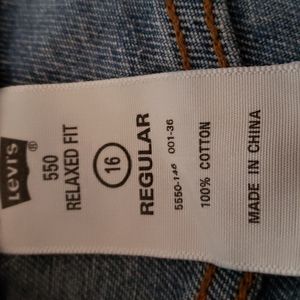 Levi's®
550
RELAXED FIT
16
REGULAR
5550-146 001-36
100% COTTON
MADE IN CHINA